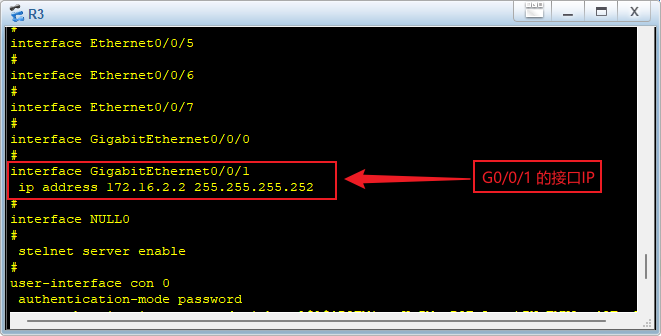 R3
#
interface Ethernet0/0/5
#
interface Ethernet0/0/6
#
interface Ethernet0/0/7
#
interface GigabitEthernet0/0/0
#
interface GigabitEthernet0/0/1
ip address 172.16.2.2 255.255.255.252
G0/0/1 的接口IP
#
interface NULL0
#
stelnet server enable
#
user-interface con 0
authentication-mode password